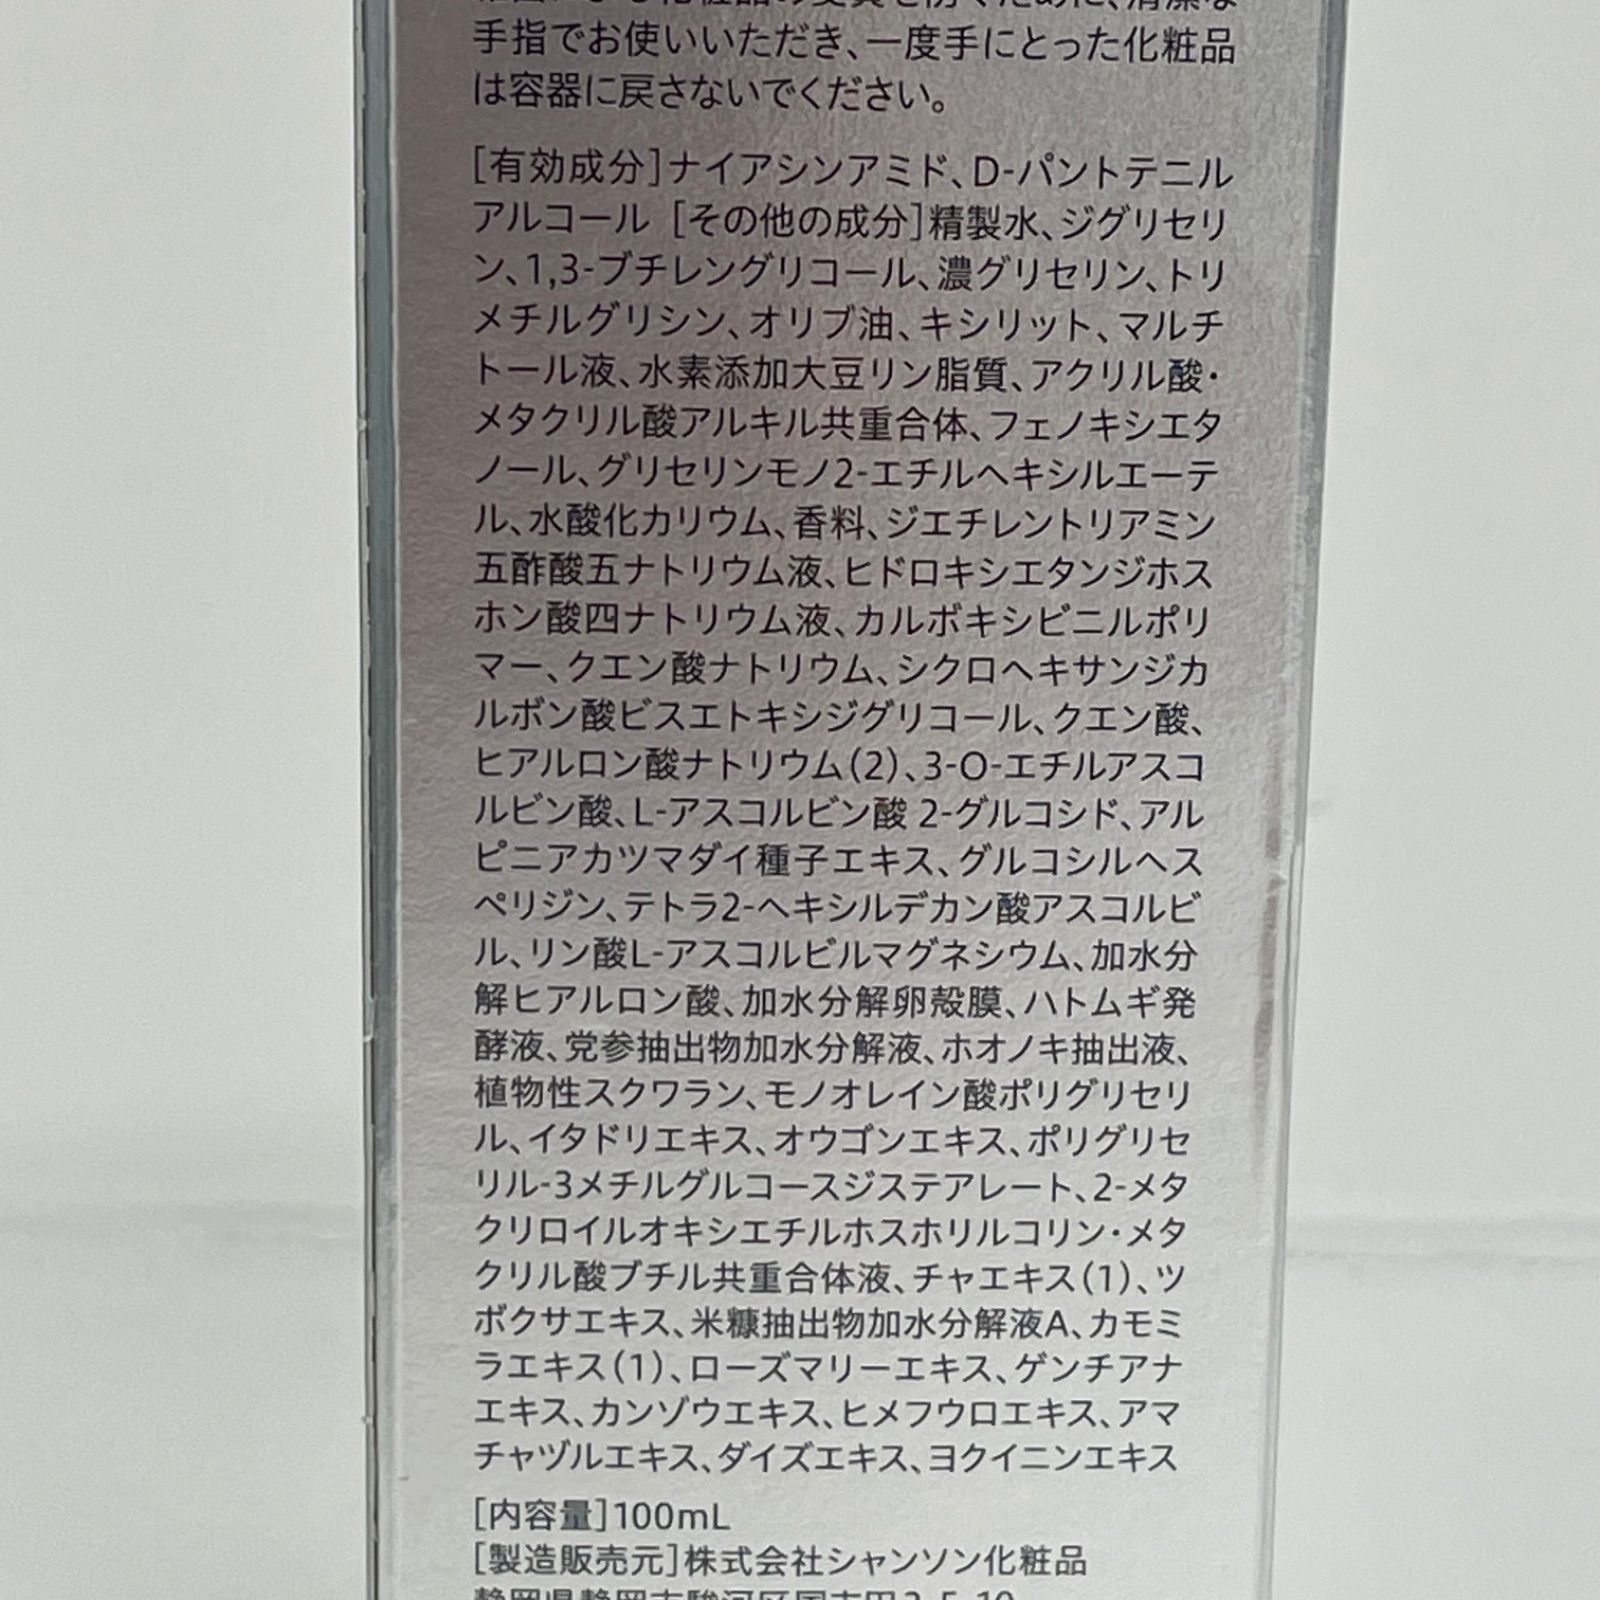 手指でお使いいただき、一度手にとった化粧品
は容器に戻さないでください。
[有効成分]ナイアシンアミド、D-パントテニル
アルコール [その他の成分]精製水、ジグリセリ
ン、1,3-ブチレングリコール、濃グリセリン、トリ
メチルグリシン、オリブ油、キシリット、マルチ
トール液、水素添加大豆リン脂質、アクリル酸・
メタクリル酸アルキル共重合体、フェノキシエタ
ノール、グリセリンモノ2-エチルヘキシルエーテ
ル、水酸化カリウム、香料、ジエチレントリアミン
五酢酸五ナトリウム液、ヒドロキシエタンジホス
ホン酸四ナトリウム液、カルボキシビニルポリ
マー、クエン酸ナトリウム、シクロヘキサンジカ
ルボン酸ビスエトキシジグリコール、クエン酸、
ヒアルロン酸ナトリウム(2)、3-O-エチルアスコ
ルビン酸、L-アスコルビン酸 2-グルコシド、アル
ピニアカツマダイ種子エキス、グルコシルヘス
ペリジン、テトラ2-ヘキシルデカン酸アスコルビ
ル、リン酸L-アスコルビルマグネシウム、加水分
解ヒアルロン酸、加水分解卵殻膜、ハトムギ発
酵液、党参抽出物加水分解液、ホオノキ抽出液、
植物性スクワラン、モノオレイン酸ポリグリセリ
ル、イタドリエキス、オウゴンエキス、ポリグリセ
リル-3メチルグルコースジステアレート、2-メタ
クリロイルオキシエチルホスホリルコリン・メタ
クリル酸ブチル共重合体液、チャエキス(1)、ツ
ボクサエキス、米糠抽出物加水分解液A、カモミ
ラエキス(1)、ローズマリーエキス、ゲンチアナ
エキス、カンゾウエキス、ヒメフウロエキス、アマ
チャヅルエキス、ダイズエキス、ヨクイニンエキス
[内容量]100mL
[製造販売元]株式会社シャンソン化粧品